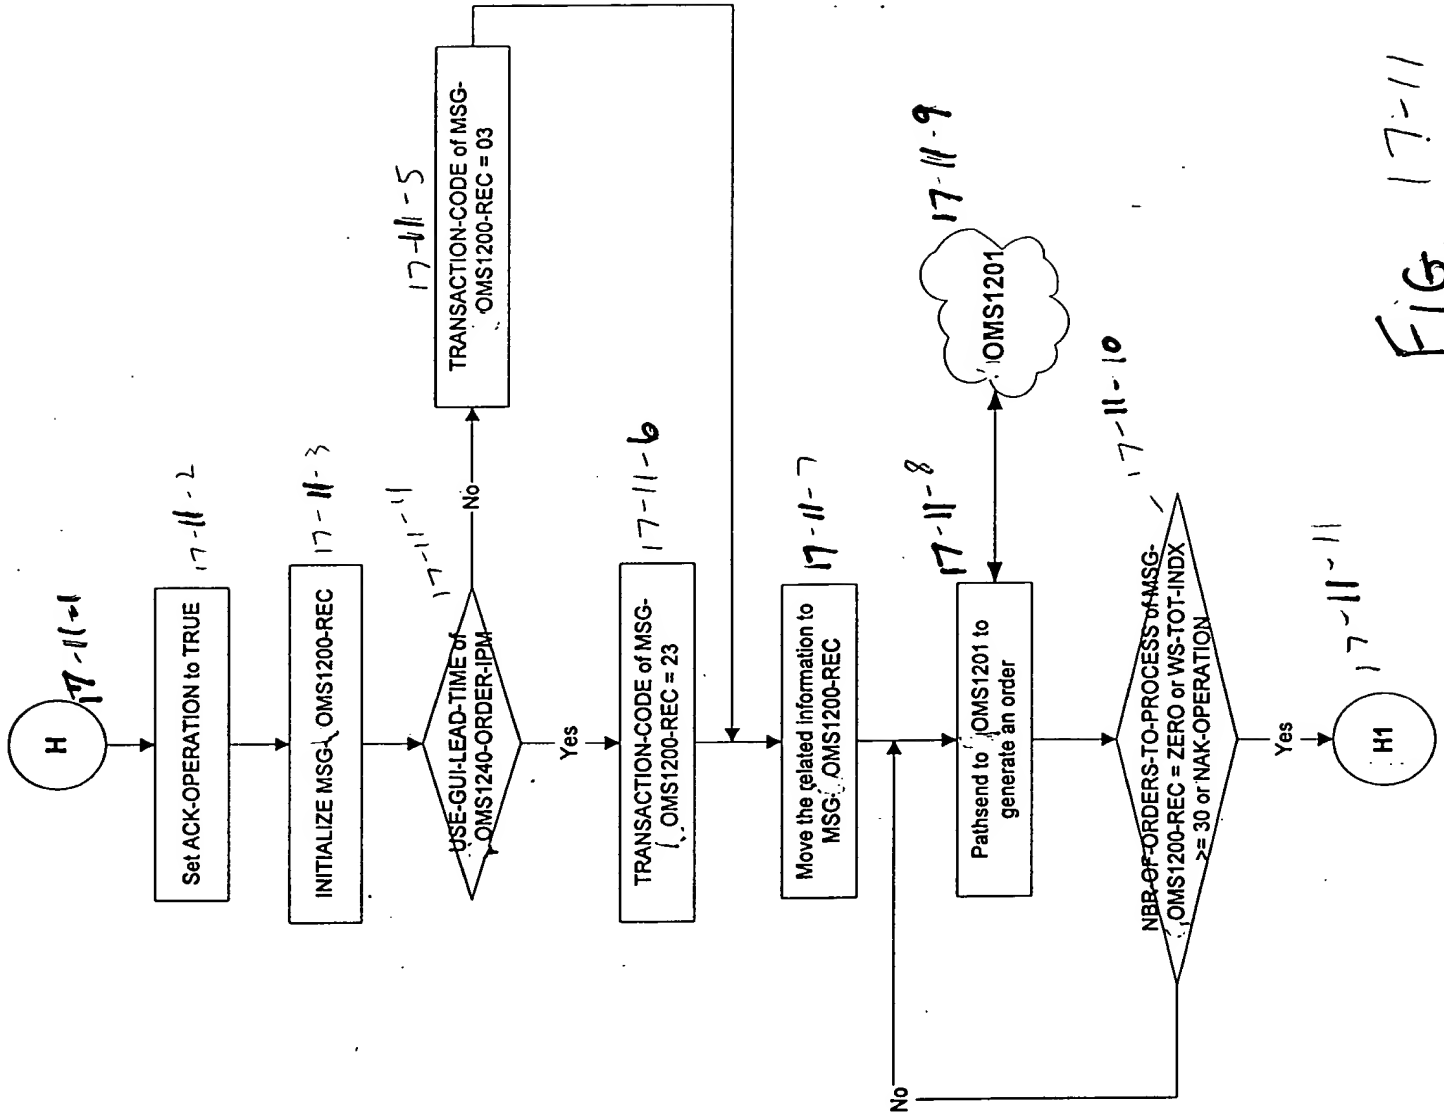 H
17-11-1
Set ACK-OPERATION to TRUE
17-11-2
INITIALIZE MSG- OMS1200-REC
17-11-3
USE-GUI-LEAD-TIME of
OMS1240-ORDER-IPM
17-11-4
No
TRANSACTION-CODE of MSG-
OMS1200-REC = 03
17-11-5
Yes
TRANSACTION-CODE of MSG-
OMS1200-REC = 23
17-11-6
Move the related information to
MSG- OMS1200-REC
17-11-7
Pathsend to OMS1201 to
generate an order
17-11-8
OMS1201
17-11-9
NBR-OF-ORDERS-TO-PROCESS of MSG-
OMS1200-REC = ZERO or WS-TOT-INDX
>= 30 or NAK-OPERATION
17-11-10
No
Yes
H1
17-11-11
FIG 17-11